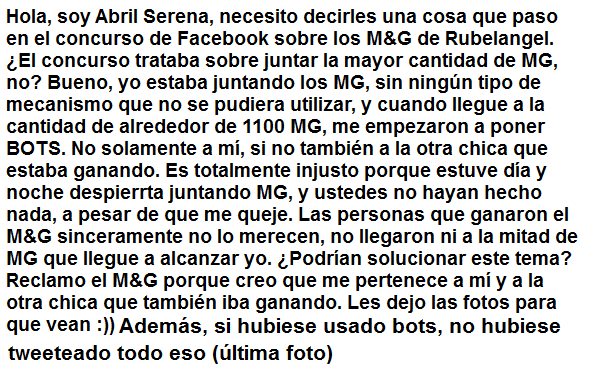 Hola, soy Abril Serena, necesito decirles una cosa que paso
en el concurso de Facebook sobre los M&G de Rubelangel.
¿El concurso trataba sobre juntar la mayor cantidad de MG,
no? Bueno, yo estaba juntando los MG, sin ningún tipo de
mecanismo que no se pudiera utilizar, y cuando llegue a la
cantidad de alrededor de 1100 MG, me empezaron a poner
BOTS. No solamente a mí, si no también a la otra chica que
estaba ganando. Es totalmente injusto porque estuve día y
noche despierrta juntando MG, y ustedes no hayan hecho
nada, a pesar de que me queje. Las personas que ganaron el
M&G sinceramente no lo merecen, no llegaron ni a la mitad de
MG que llegue a alcanzar yo. ¿Podrían solucionar este tema?
Reclamo el M&G porque creo que me pertenece a mí y a la
otra chica que también iba ganando. Les dejo las fotos para
que vean :)) Además, si hubiese usado bots, no hubiese
tweeteado todo eso (última foto)